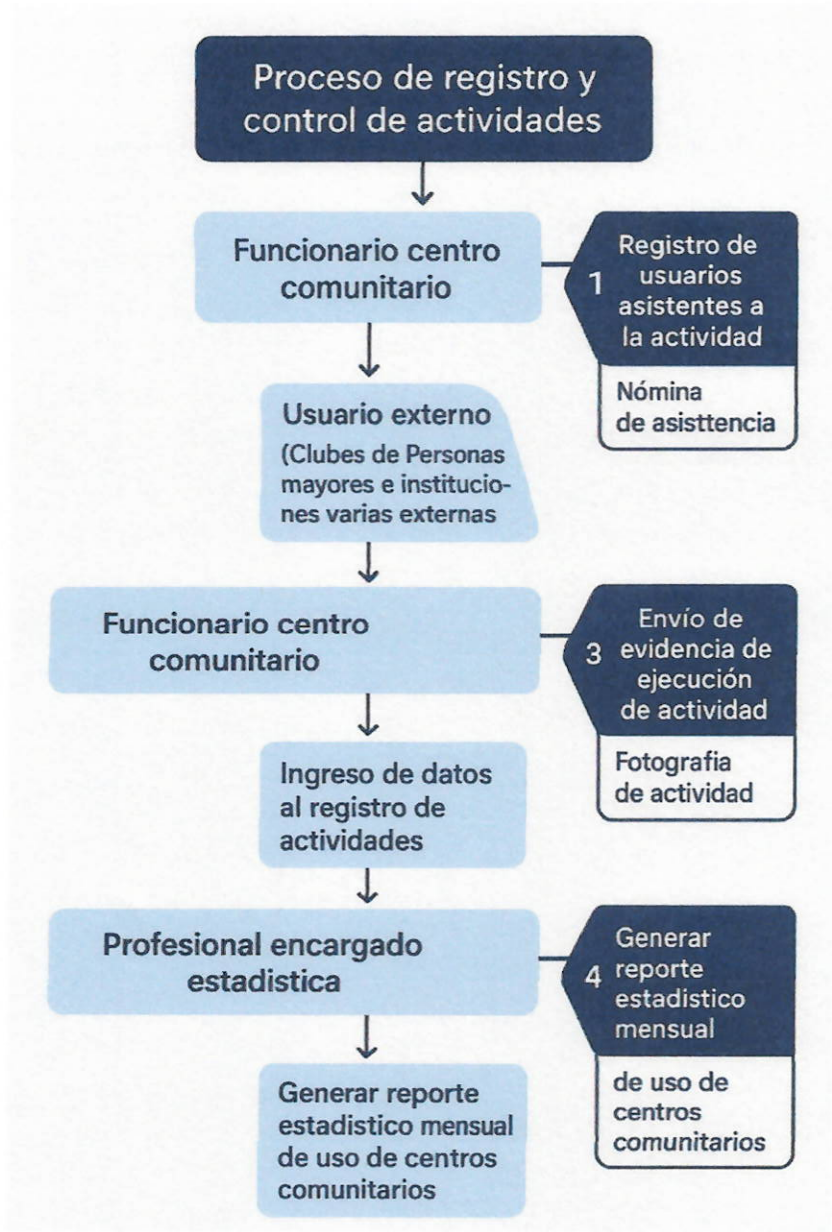 Proceso de registro y
control de actividades
Funcionario centro
comunitario
1
Registro de
usuarios
asistentes a
la actividad
Nómina
de asisttencia
Usuario externo
(Clubes de Personas
mayores e institucio-
nes varias externas
Funcionario centro
comunitario
3
Envío de
evidencia de
ejecución
de actividad
Fotografia
de actividad
Ingreso de datos
al registro de
actividades
Profesional encargado
estadistica
4
Generar
reporte
estadistico
mensual
de uso de
centros
comunitarios
Generar reporte
estadistico mensual
de uso de centros
comunitarios